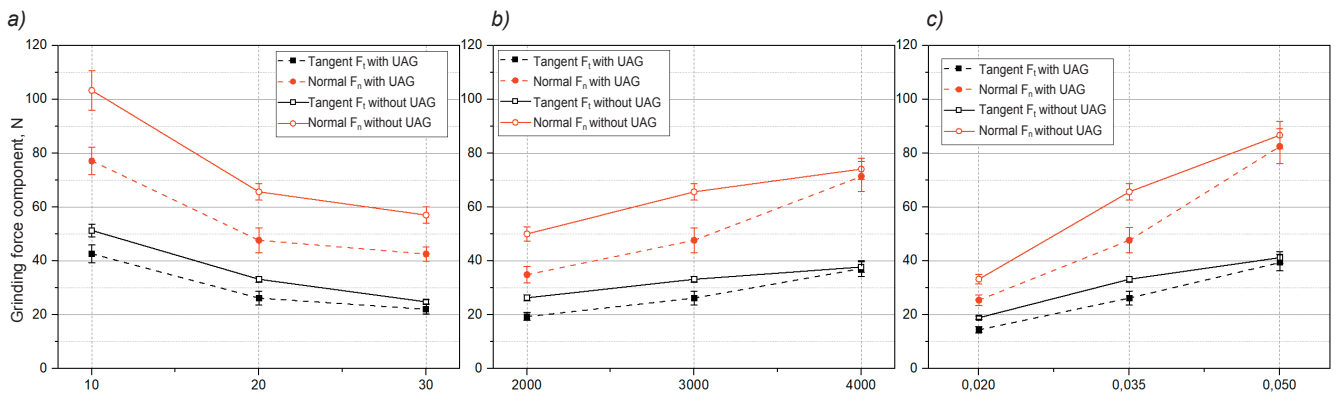 a)
b)
c)
Grinding force component, N
120
100
80
60
40
20
0
10
20
30
Tangent Fₜ with UAG
Normal Fₙ with UAG
Tangent Fₜ without UAG
Normal Fₙ without UAG
120
100
80
60
40
20
0
2000
3000
4000
Tangent Fₜ with UAG
Normal Fₙ with UAG
Tangent Fₜ without UAG
Normal Fₙ without UAG
120
100
80
60
40
20
0
0,020
0,035
0,050
Tangent Fₜ with UAG
Normal Fₙ with UAG
Tangent Fₜ without UAG
Normal Fₙ without UAG